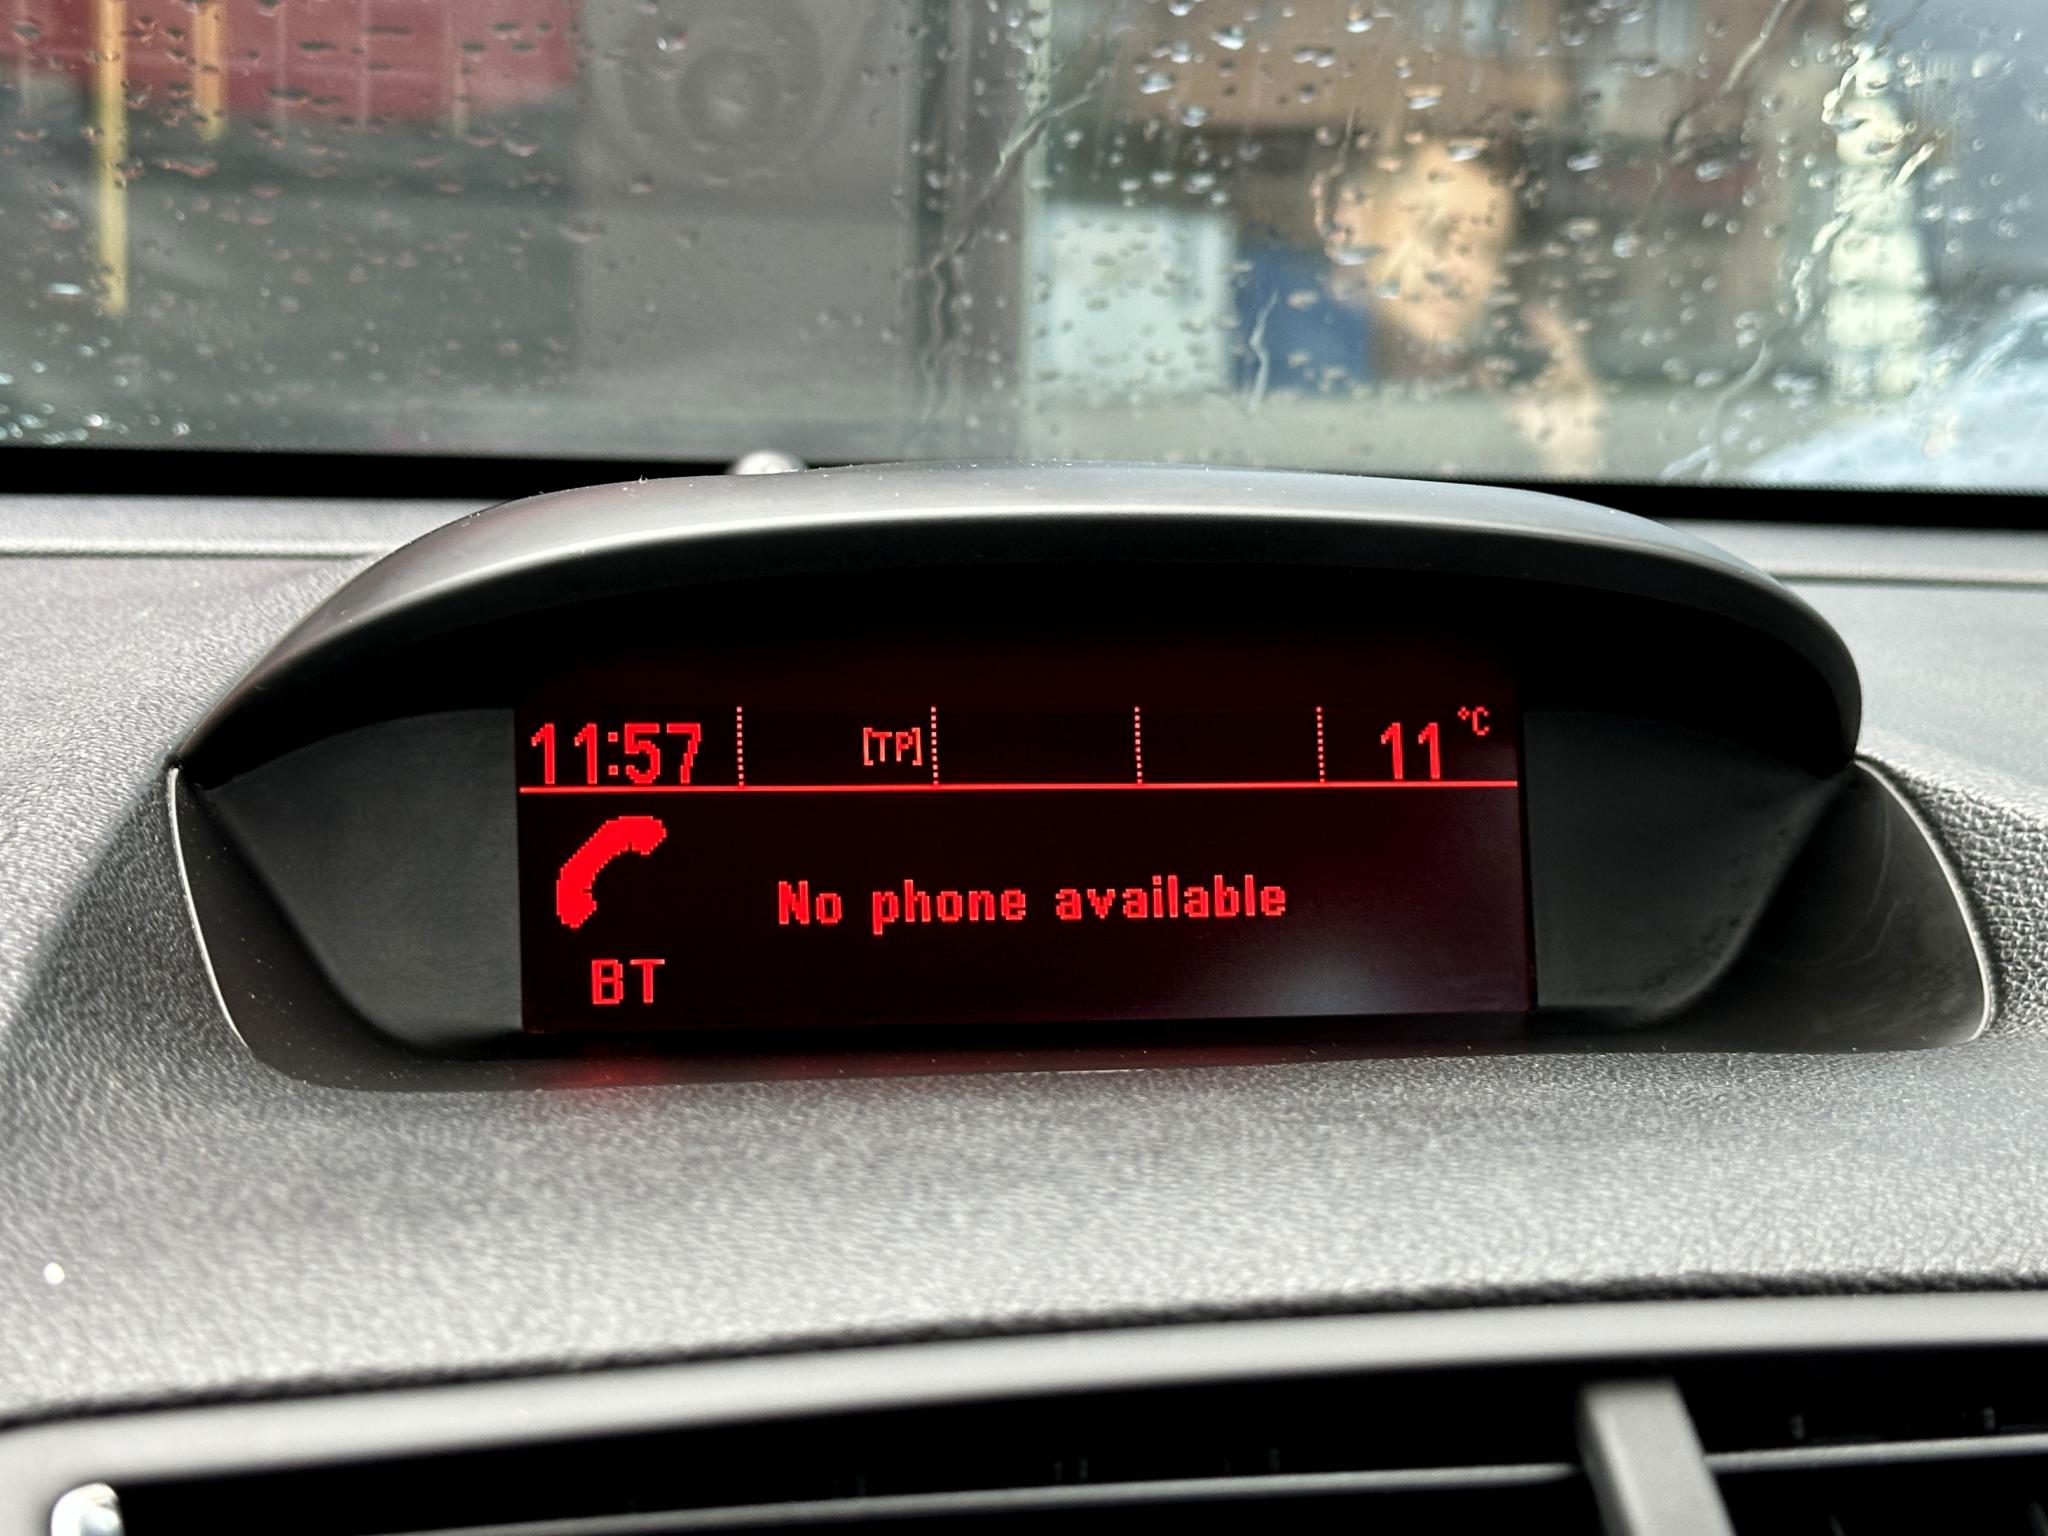 11:57 [TP] 11 °C
No phone available
BT